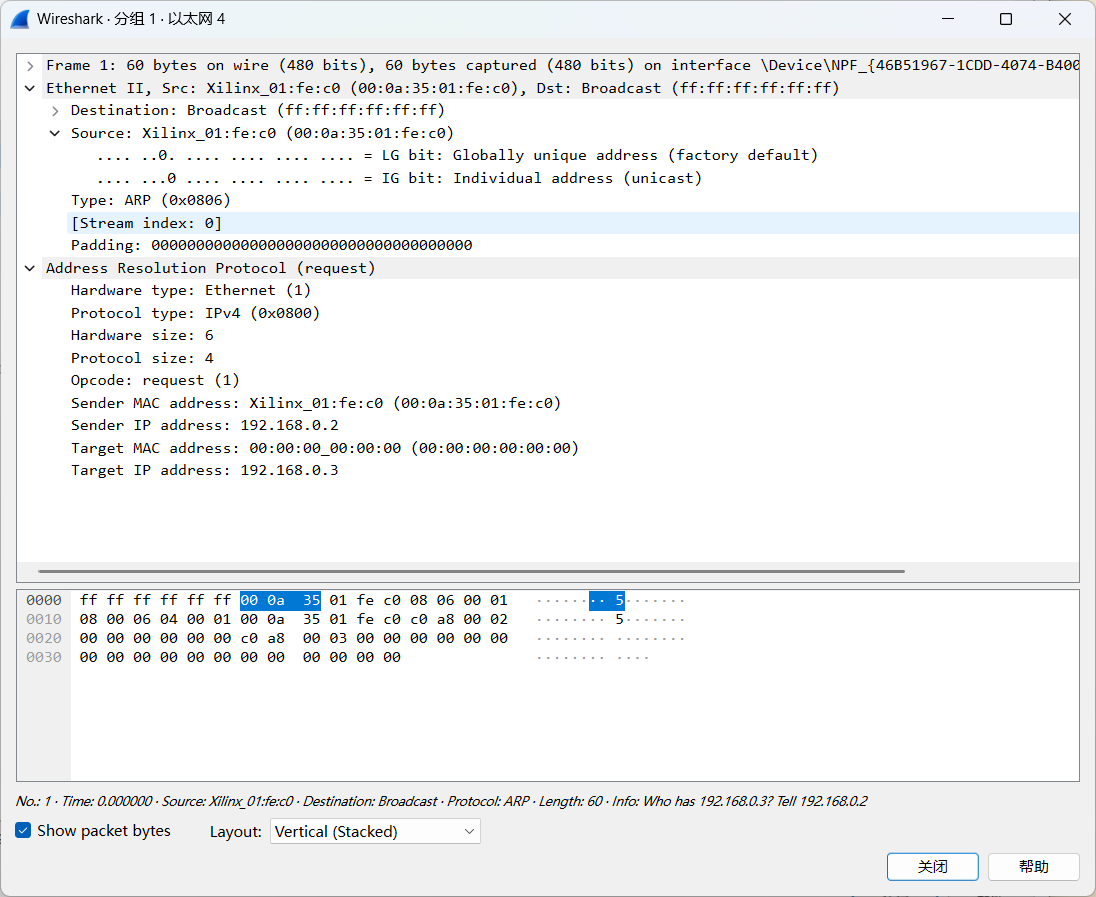 Wireshark · 分组 1 · 以太网 4
Frame 1: 60 bytes on wire (480 bits), 60 bytes captured (480 bits) on interface \Device\NPF_{46B51967-1CDD-4074-B400
Ethernet II, Src: Xilinx_01:fe:c0 (00:0a:35:01:fe:c0), Dst: Broadcast (ff:ff:ff:ff:ff:ff)
Destination: Broadcast (ff:ff:ff:ff:ff:ff)
Source: Xilinx_01:fe:c0 (00:0a:35:01:fe:c0)
.... ..0. .... .... .... .... = LG bit: Globally unique address (factory default)
.... ...0 .... .... .... .... = IG bit: Individual address (unicast)
Type: ARP (0x0806)
[Stream index: 0]
Padding: 000000000000000000000000000000000000
Address Resolution Protocol (request)
Hardware type: Ethernet (1)
Protocol type: IPv4 (0x0800)
Hardware size: 6
Protocol size: 4
Opcode: request (1)
Sender MAC address: Xilinx_01:fe:c0 (00:0a:35:01:fe:c0)
Sender IP address: 192.168.0.2
Target MAC address: 00:00:00_00:00:00 (00:00:00:00:00:00)
Target IP address: 192.168.0.3
0000 ff ff ff ff ff ff 00 0a 35 01 fe c0 08 06 00 01 ········ 5·······
0010 08 00 06 04 00 01 00 0a 35 01 fe c0 c0 a8 00 02 ········ 5·······
0020 00 00 00 00 00 00 c0 a8 00 03 00 00 00 00 00 00 ········ ········
0030 00 00 00 00 00 00 00 00 00 00 00 00 ········ ····
No.: 1 · Time: 0.000000 · Source: Xilinx_01:fe:c0 · Destination: Broadcast · Protocol: ARP · Length: 60 · Info: Who has 192.168.0.3? Tell 192.168.0.2
Show packet bytes Layout: Vertical (Stacked)
关闭 帮助